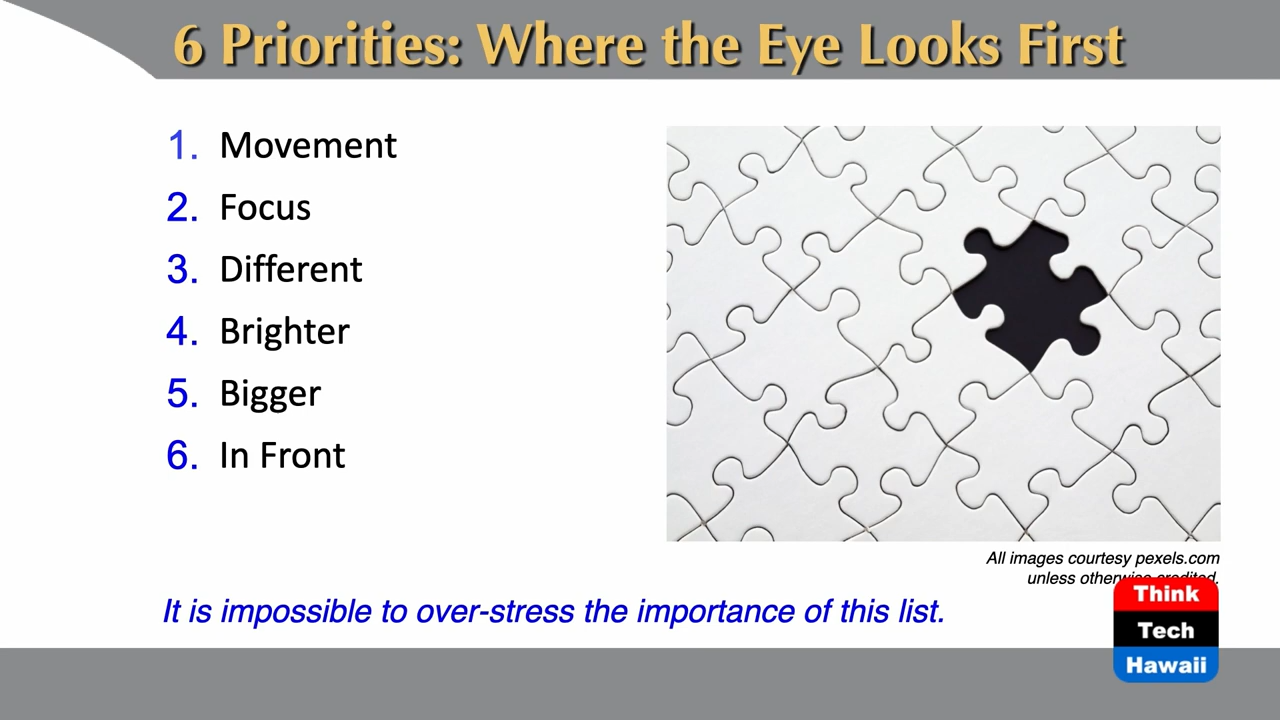 6 Priorities: Where the Eye Looks First
1. Movement
2. Focus
3. Different
4. Brighter
5. Bigger
6. In Front
All images courtesy pexels.com
unless otherwise credited.
It is impossible to over-stress the importance of this list.
Think
Tech
Hawaii